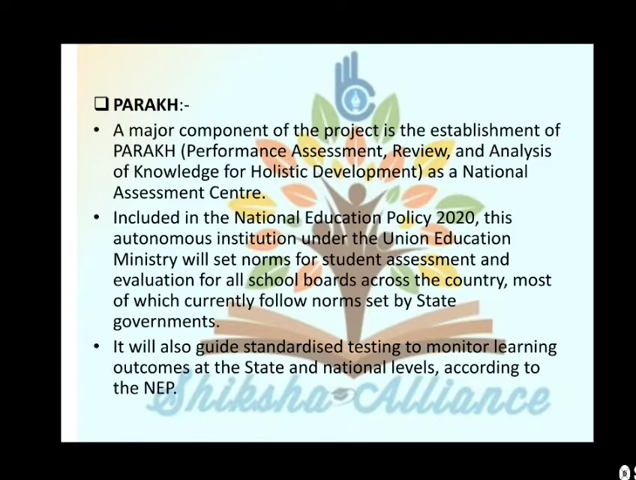 ❑ PARAKH:-
• A major component of the project is the establishment of
PARAKH (Performance Assessment, Review, and Analysis
of Knowledge for Holistic Development) as a National
Assessment Centre.
• Included in the National Education Policy 2020, this
autonomous institution under the Union Education
Ministry will set norms for student assessment and
evaluation for all school boards across the country, most
of which currently follow norms set by State
governments.
• It will also guide standardised testing to monitor learning
outcomes at the State and national levels, according to
the NEP.
Shiksha Alliance